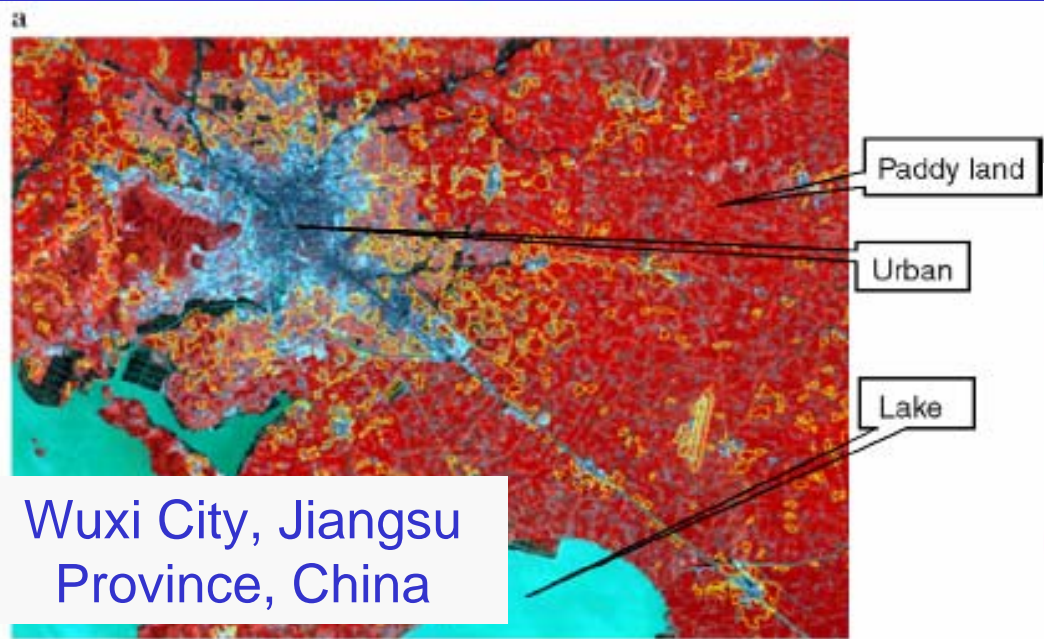 a
Paddy land
Urban
Lake
Wuxi City, Jiangsu
Province, China